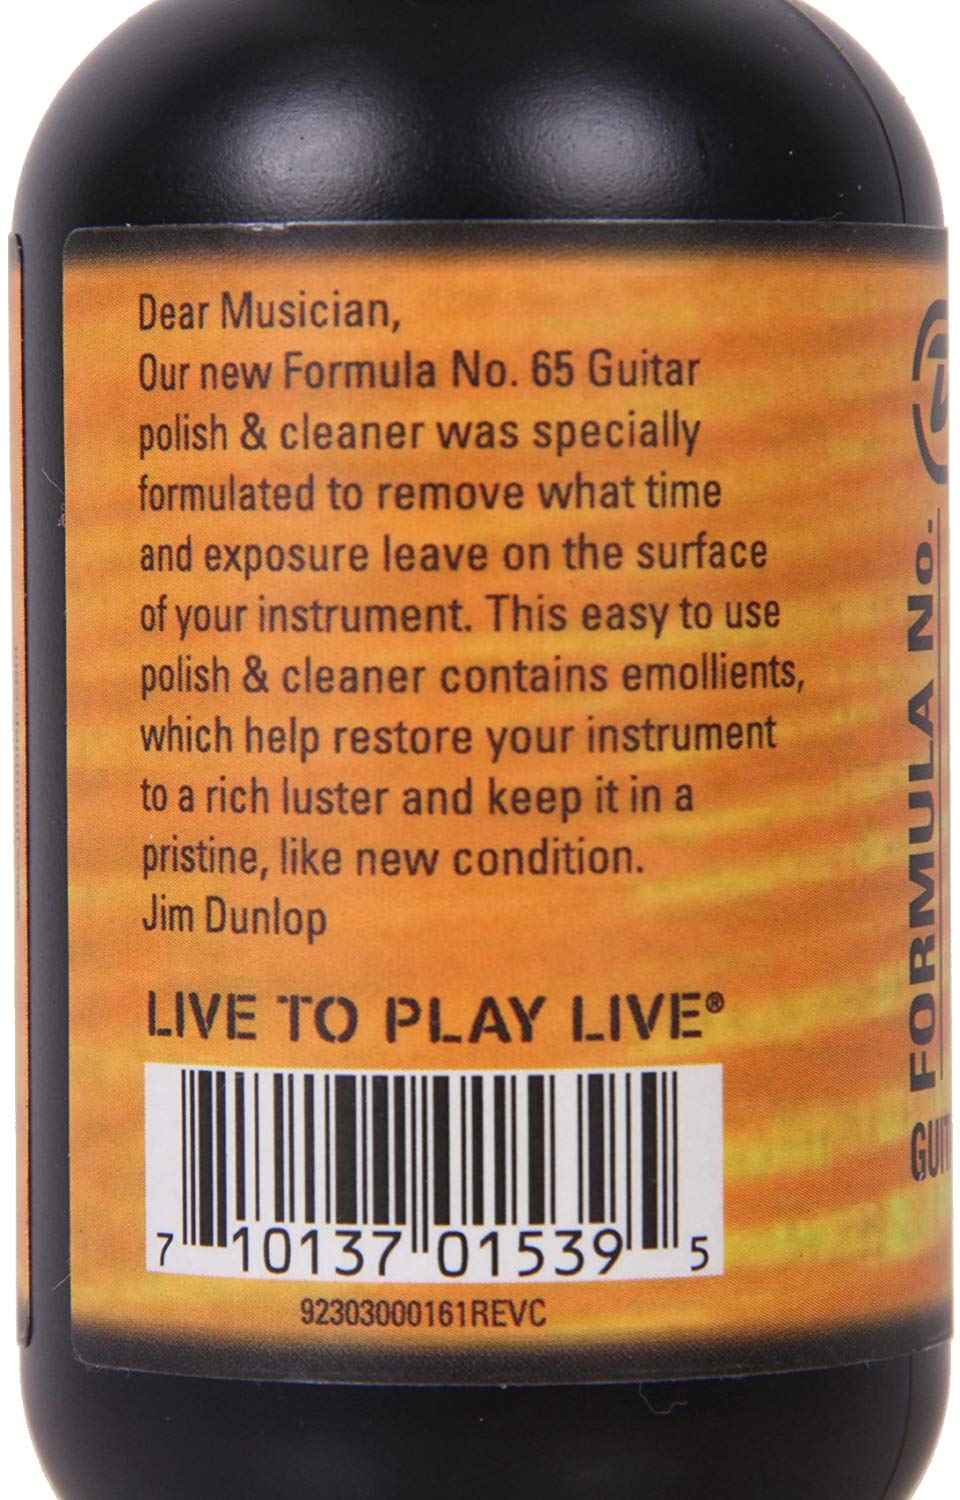 Dear Musician,
Our new Formula No. 65 Guitar
polish & cleaner was specially
formulated to remove what time
and exposure leave on the surface
of your instrument. This easy to use
polish & cleaner contains emollients,
which help restore your instrument
to a rich luster and keep it in a
pristine, like new condition.
Jim Dunlop
LIVE TO PLAY LIVE®
7 10137 01539 5
92303000161REVC
FORMULA No.